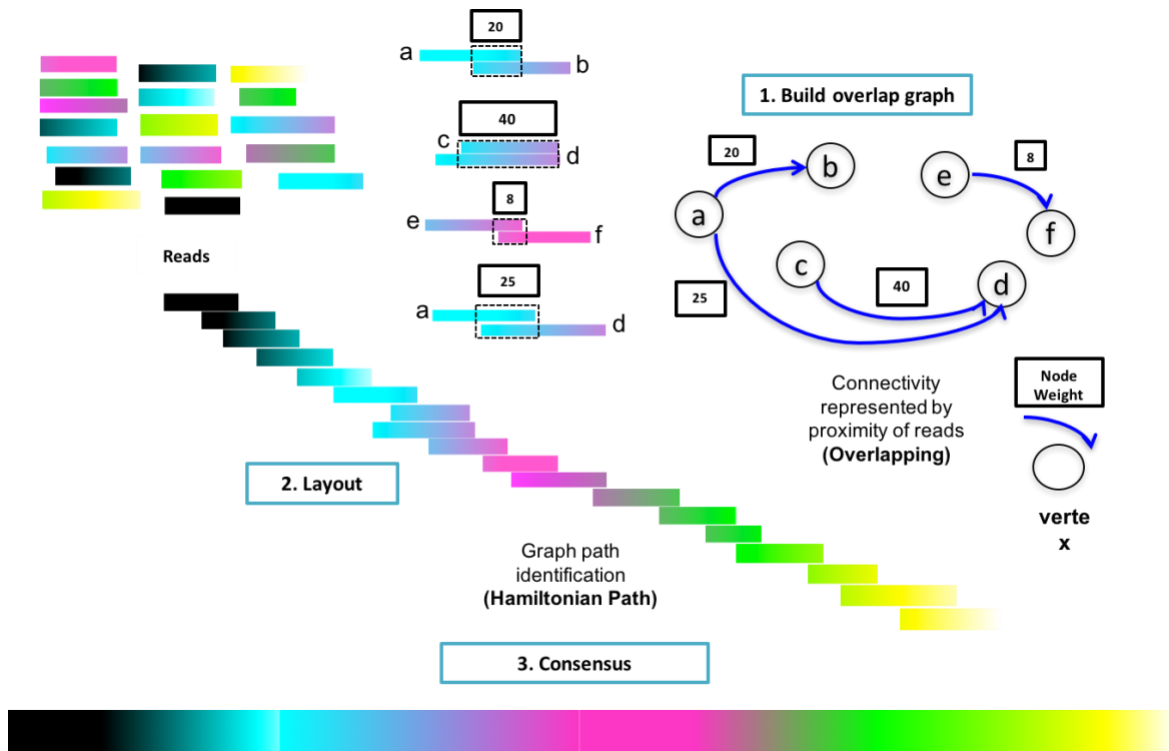 20
a
b
40
c
d
8
e
f
25
a
d
Reads
1. Build overlap graph
20
b
e
8
a
f
c
d
25
40
Connectivity
represented by
proximity of reads
(Overlapping)
Node
Weight
verte
x
2. Layout
Graph path
identification
(Hamiltonian Path)
3. Consensus